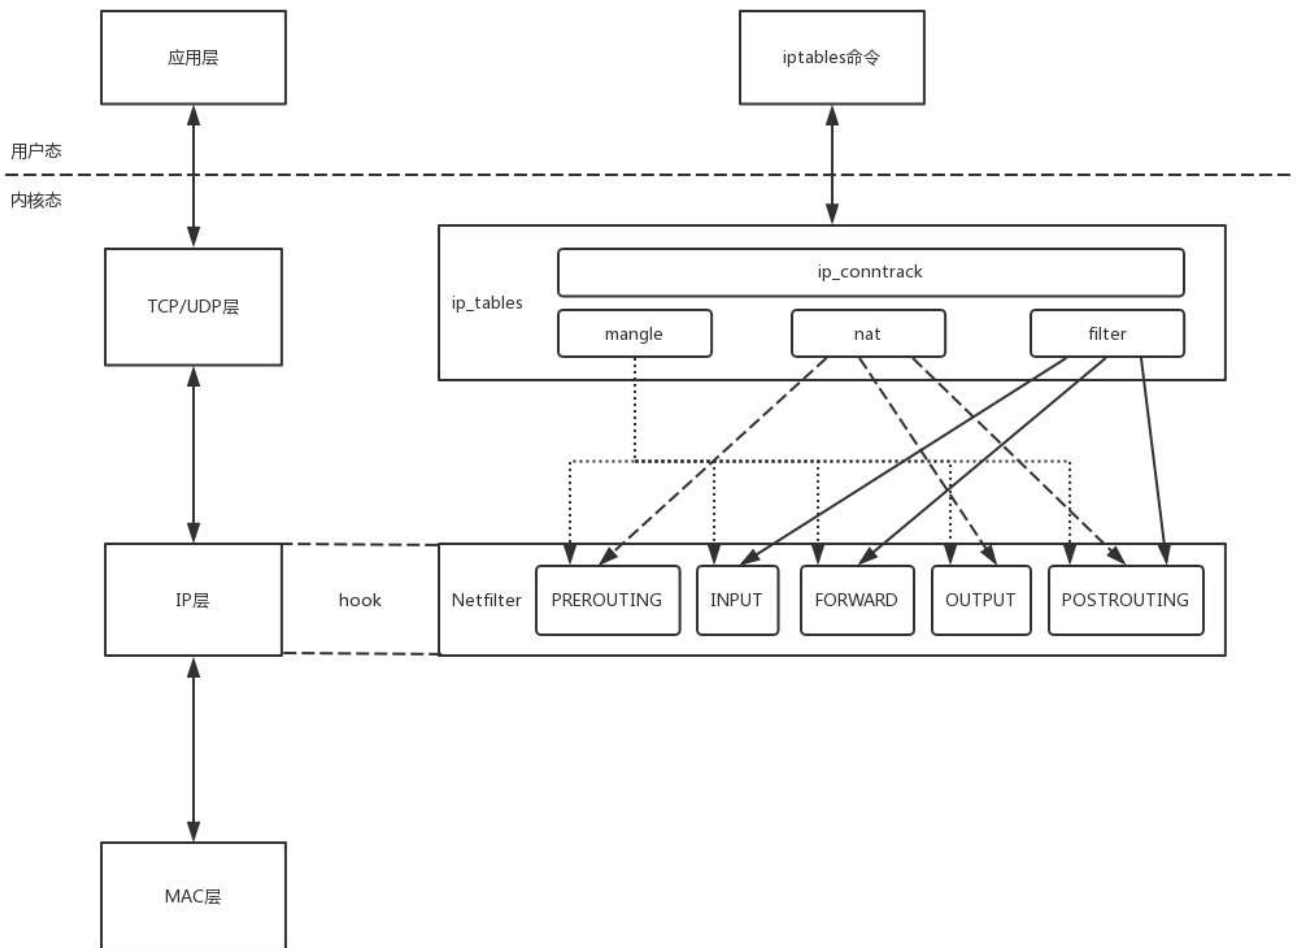 应用层
iptables命令
用户态
内核态
TCP/UDP层
ip_tables
ip_conntrack
mangle
nat
filter
IP层
hook
Netfilter
PREROUTING
INPUT
FORWARD
OUTPUT
POSTROUTING
MAC层